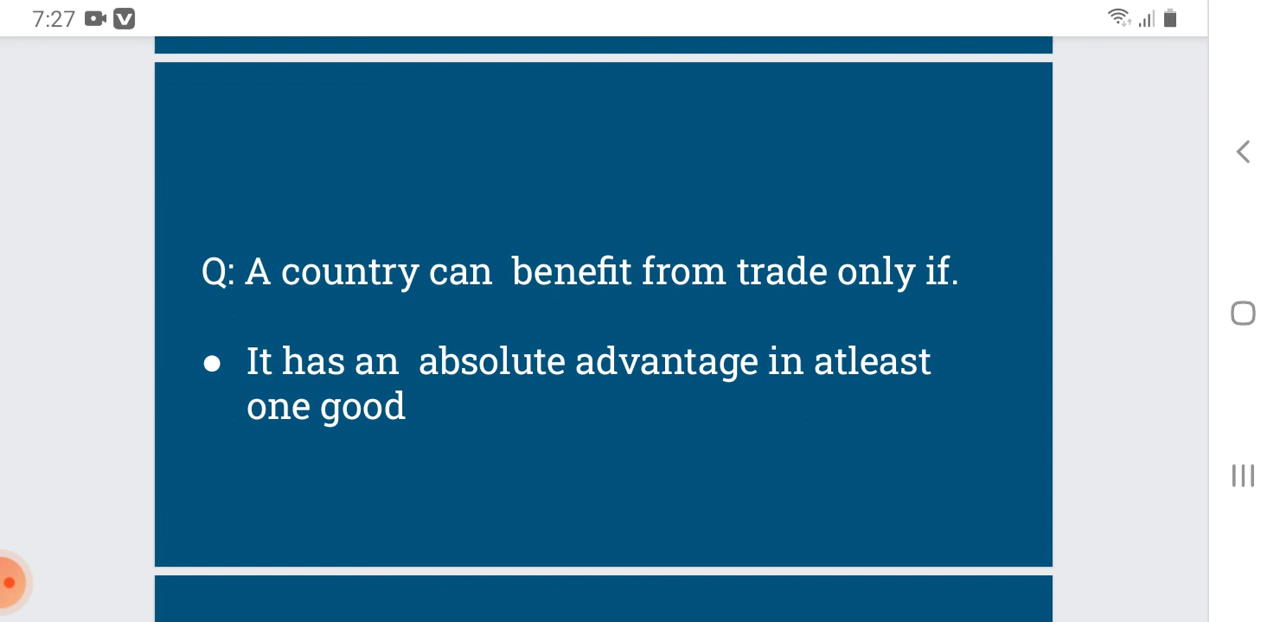 7:27
Q: A country can benefit from trade only if.
● It has an absolute advantage in atleast
one good